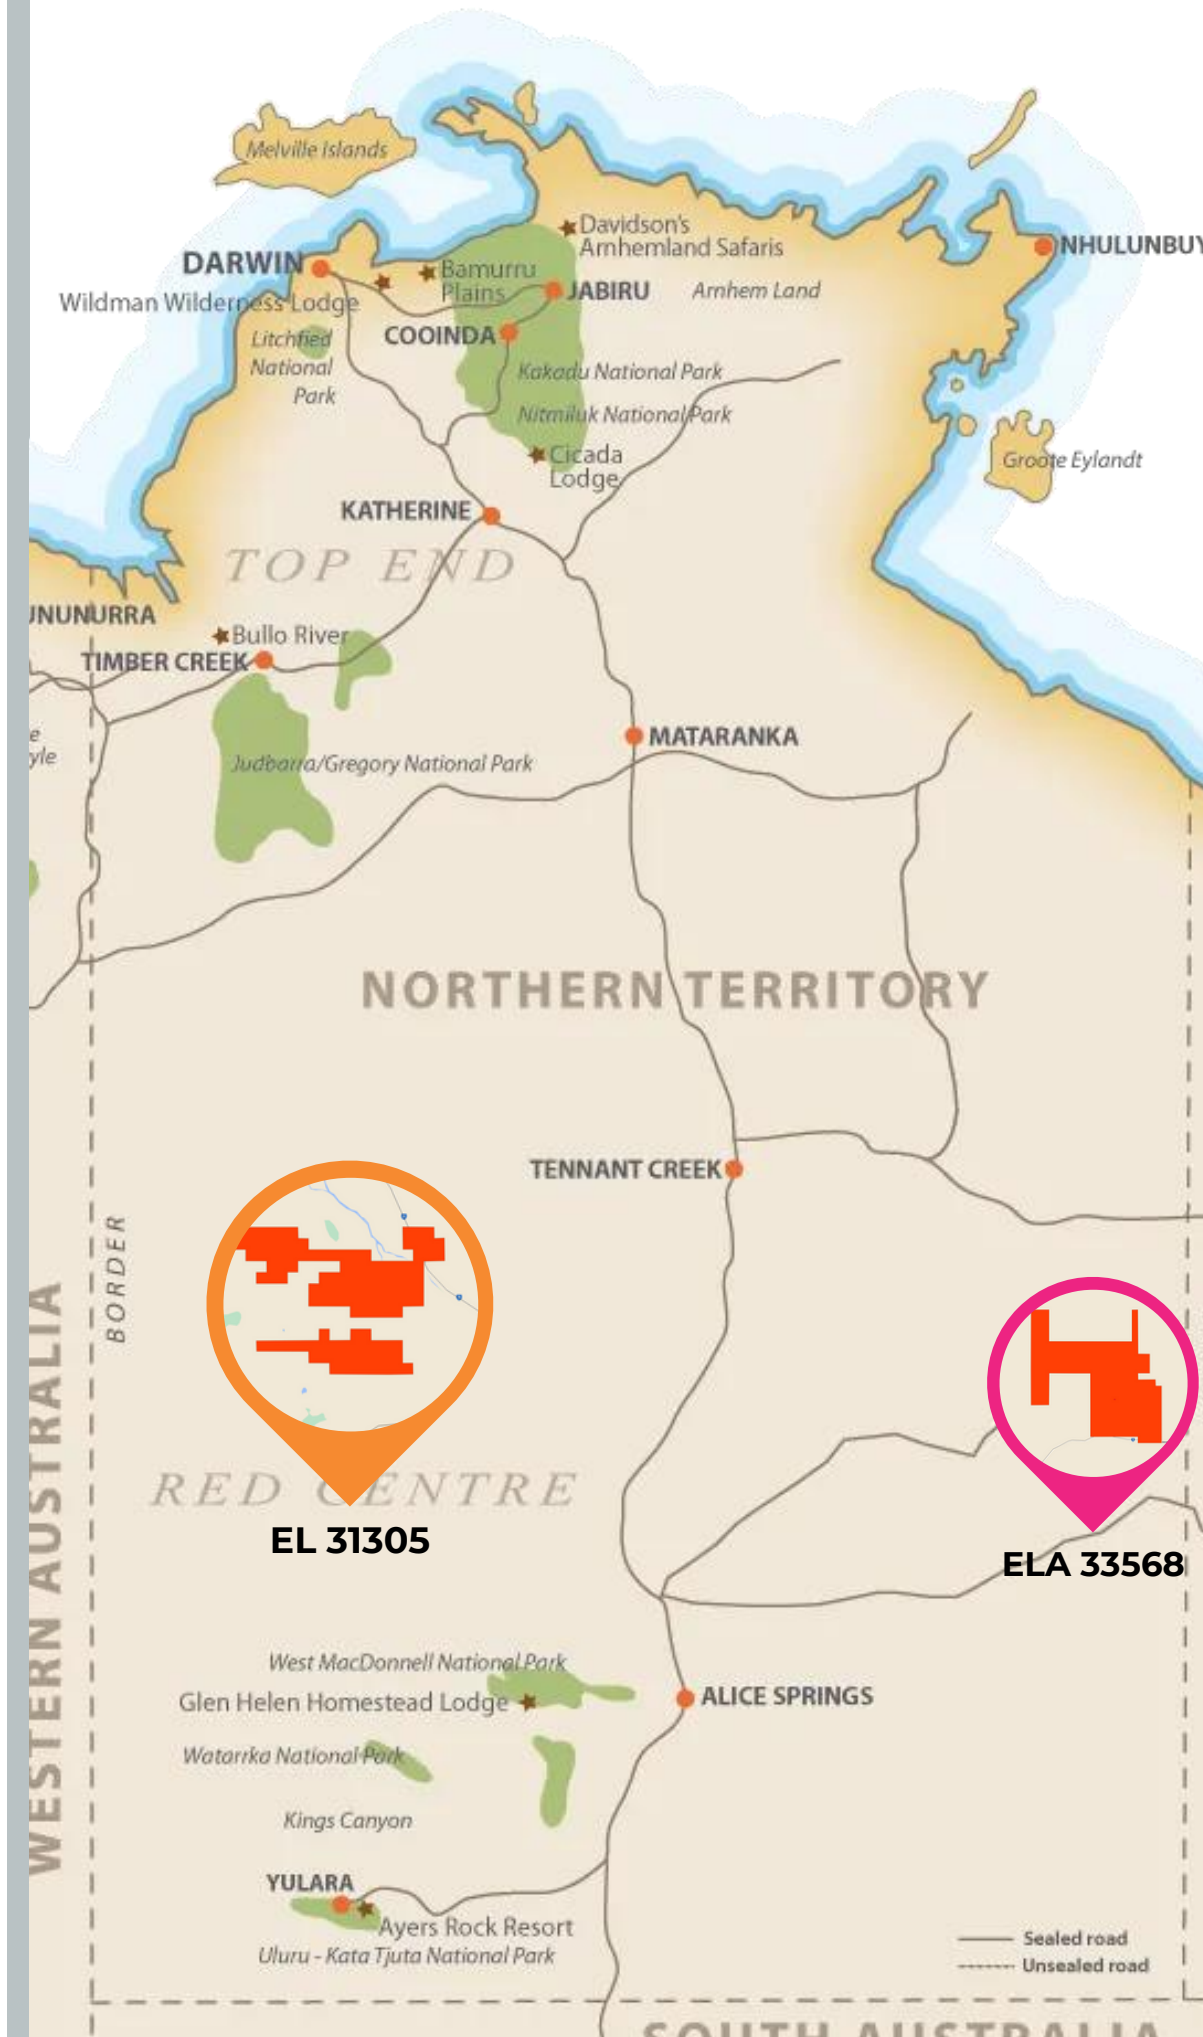 Melville Islands
Davidson's
Arnhemland Safaris
DARWIN
NHULUNBUY
Bamurru
Plains
Wildman Wilderness Lodge
JABIRU
Arnhem Land
COOINDA
Litchfied
National
Park
Kakadu National Park
Nitmiluk National Park
Cicada
Lodge
Groote Eylandt
KATHERINE
TOP END
UNUNURRA
Bullo River
TIMBER CREEK
MATARANKA
e
yle
Judbarra/Gregory National Park
NORTHERN TERRITORY
TENNANT CREEK
BORDER
WESTERN AUSTRALIA
RED CENTRE
EL 31305
ELA 33568
West MacDonnell National Park
Glen Helen Homestead Lodge
ALICE SPRINGS
Watarrka National Park
Kings Canyon
YULARA
Ayers Rock Resort
Uluru - Kata Tjuta National Park
Sealed road
Unsealed road
SOUTH AUSTRALIA